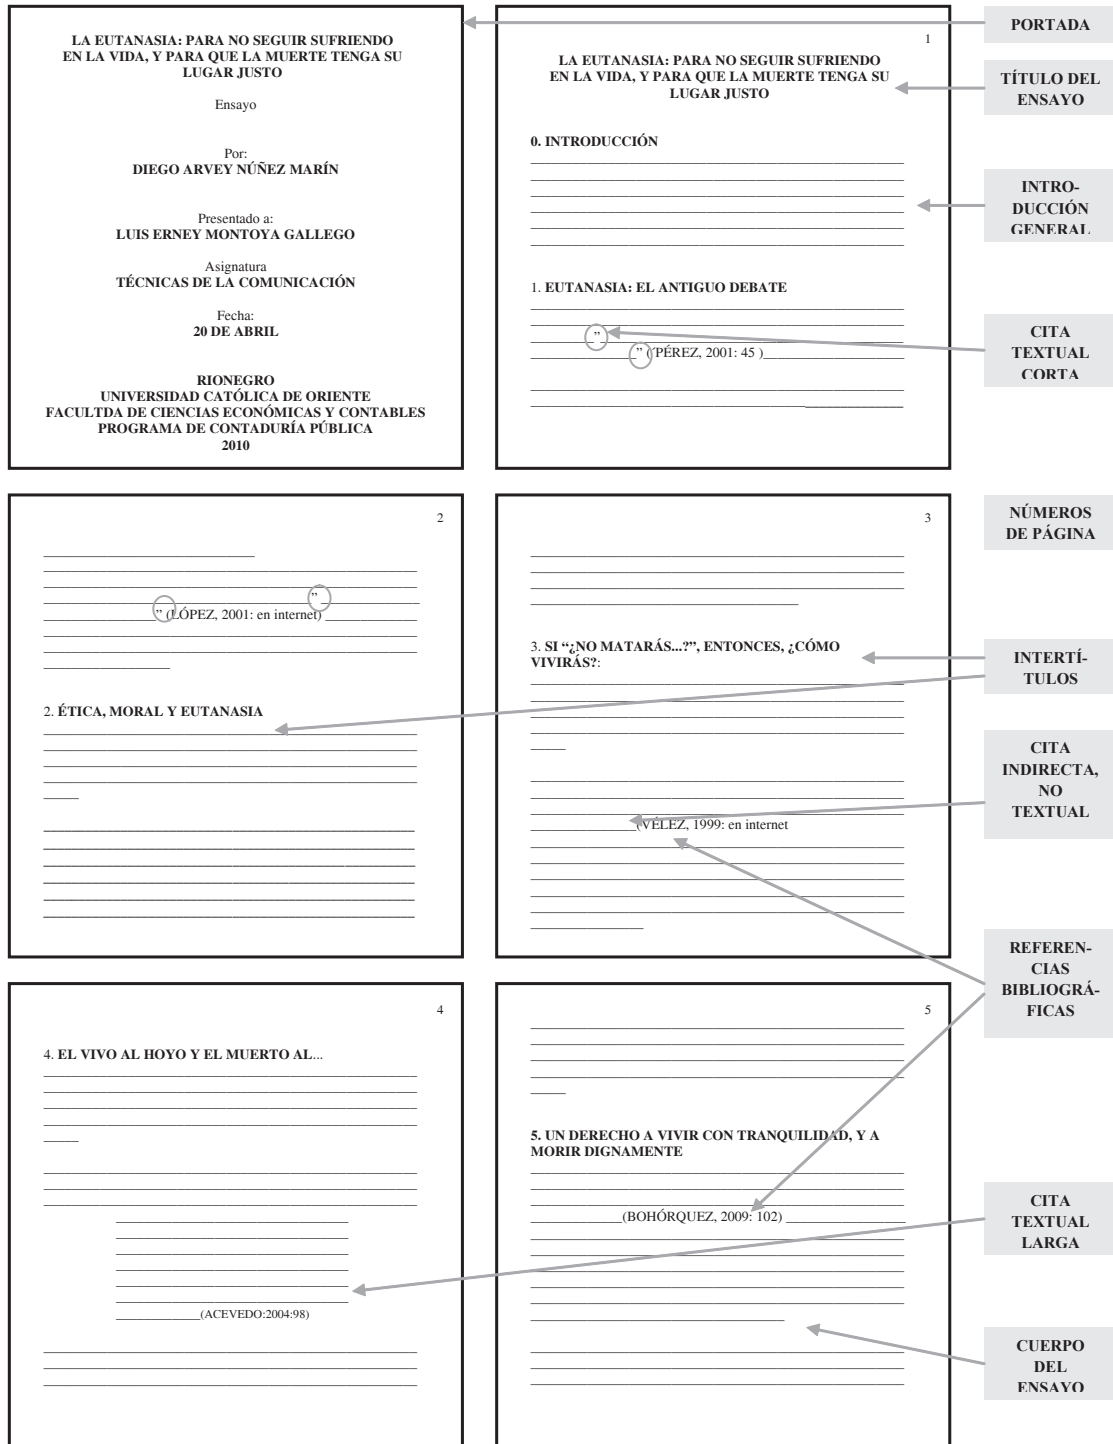 LA EUTANASIA: PARA NO SEGUIR SUFRIENDO
EN LA VIDA, Y PARA QUE LA MUERTE TENGA SU
LUGAR JUSTO
Ensayo
Por:
DIEGO ARVEY NÚÑEZ MARÍN
Presentado a:
LUIS ERNEY MONTOYA GALLEGO
Asignatura
TÉCNICAS DE LA COMUNICACIÓN
Fecha:
20 DE ABRIL
RIONEGRO
UNIVERSIDAD CATÓLICA DE ORIENTE
FACULTDA DE CIENCIAS ECONÓMICAS Y CONTABLES
PROGRAMA DE CONTADURÍA PÚBLICA
2010
1
LA EUTANASIA: PARA NO SEGUIR SUFRIENDO
EN LA VIDA, Y PARA QUE LA MUERTE TENGA SU
LUGAR JUSTO
0. INTRODUCCIÓN
1. EUTANASIA: EL ANTIGUO DEBATE
”
” (´PÉREZ, 2001: 45 )
PORTADA
TÍTULO DEL
ENSAYO
INTRO-
DUCCIÓN
GENERAL
CITA
TEXTUAL
CORTA
2
”
” (LÓPEZ, 2001: en internet)
2. ÉTICA, MORAL Y EUTANASIA
3
3. SI “¿NO MATARÁS...?”, ENTONCES, ¿CÓMO
VIVIRÁS?:
(VÉLEZ, 1999: en internet
NÚMEROS
DE PÁGINA
INTERTÍ-
TULOS
CITA
INDIRECTA,
NO
TEXTUAL
REFEREN-
CIAS
BIBLIOGRÁ-
FICAS
4
4. EL VIVO AL HOYO Y EL MUERTO AL...
(ACEVEDO:2004:98)
5
5. UN DERECHO A VIVIR CON TRANQUILIDAD, Y A
MORIR DIGNAMENTE
(BOHÓRQUEZ, 2009: 102)
CITA
TEXTUAL
LARGA
CUERPO
DEL
ENSAYO